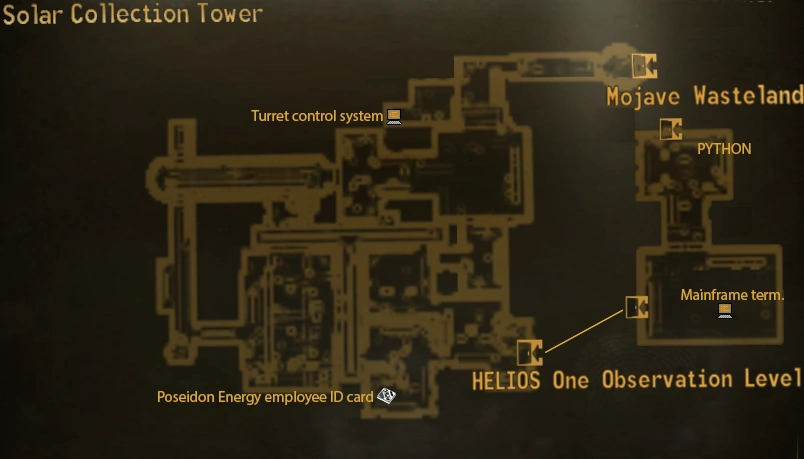 Solar Collection Tower
Mojave Wasteland
Turret control system
PYTHON
Mainframe term.
HELIOS One Observation Level
Poseidon Energy employee ID card